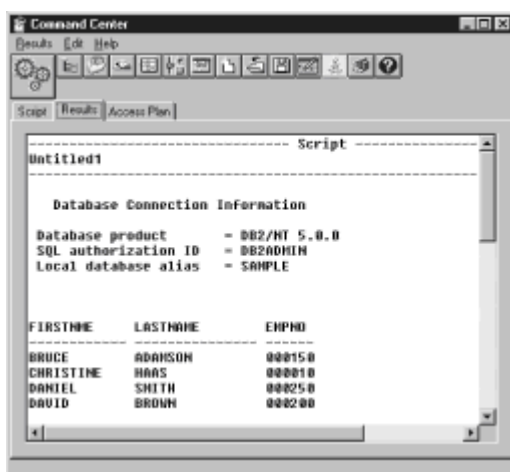 Command Center
Results Edit Help
Script Results Access Plan
---------------------------------------- Script ------------------
Untitled1
------------------------------------------------------------------
Database Connection Information
Database product = DB2/NT 5.0.0
SQL authorization ID = DB2ADMIN
Local database alias = SAMPLE
FIRSTNME LASTNAME EMPNO
------------ --------------- ------
BRUCE ADAMSON 000150
CHRISTINE HAAS 000010
DANIEL SMITH 000250
DAVID BROWN 000200